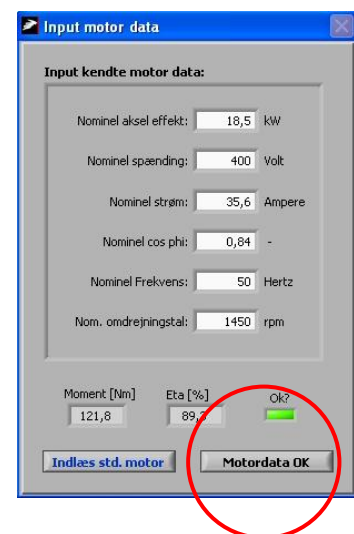 Input motor data
Input kendte motor data:
Nominel aksel effekt: 18,5 kW
Nominel spænding: 400 Volt
Nominel strøm: 35,6 Ampere
Nominel cos phi: 0,84 -
Nominel Frekvens: 50 Hertz
Nom. omdrejningstal: 1450 rpm
Moment [Nm] Eta [%] Ok?
121,8 89,3
Indlæs std. motor Motordata OK